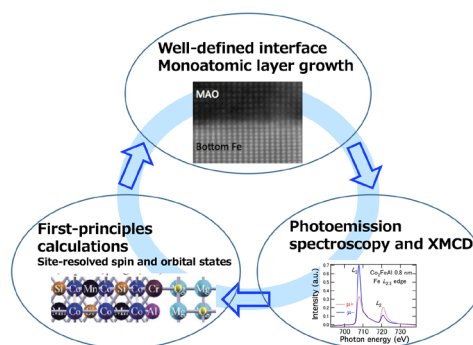 Well-defined interface
Monoatomic layer growth
MAO
Bottom Fe
First-principles
calculations
Site-resolved spin and orbital states
Si Co Mn Co Si Co Cr O Mg
Co Co Co Al Mg O
Photoemission
spectroscopy and XMCD
L3
Co2FeAl 0.8 nm
Fe L2,3 edge
μ+
μ-
L2
Intensity (a.u.)
700 710 720 730
Photon energy (eV)